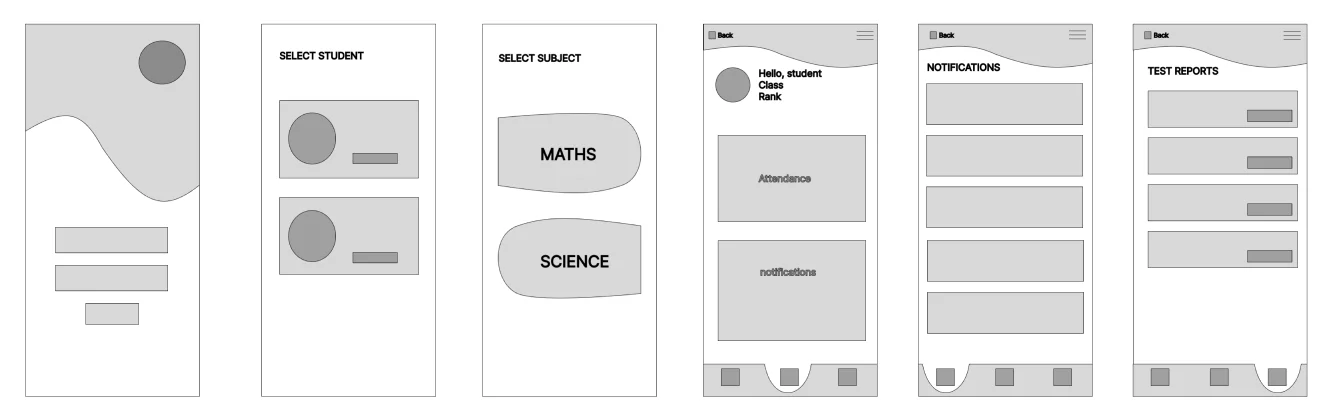 SELECT STUDENT
SELECT SUBJECT
MATHS
SCIENCE
Back
Hello, student
Class
Rank
Attendance
notifications
Back
NOTIFICATIONS
Back
TEST REPORTS